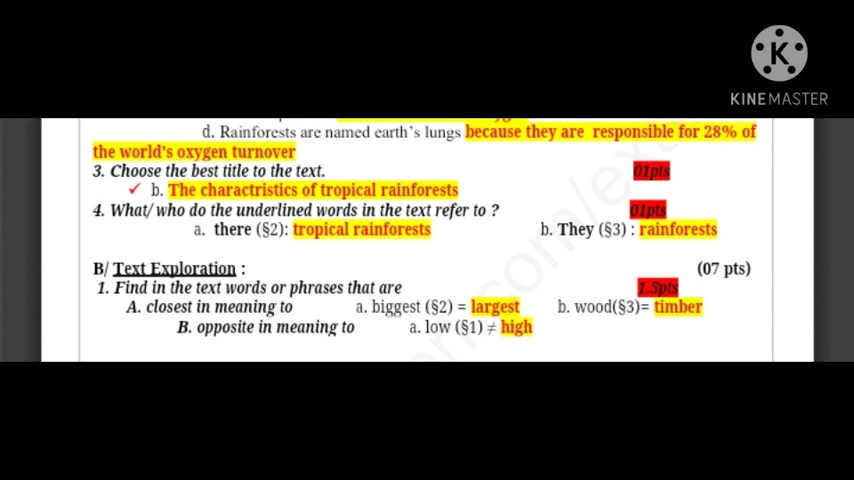 KINEMASTER
d. Rainforests are named earth's lungs because they are responsible for 28% of
the world's oxygen turnover
3. Choose the best title to the text. 01pts
✓ b. The charactristics of tropical rainforests
4. What/ who do the underlined words in the text refer to ? 01pts
a. there (§2): tropical rainforests b. They (§3) : rainforests
B/ Text Exploration : (07 pts)
1. Find in the text words or phrases that are 1.5pts
A. closest in meaning to a. biggest (§2) = largest b. wood(§3)= timber
B. opposite in meaning to a. low (§1) ≠ high